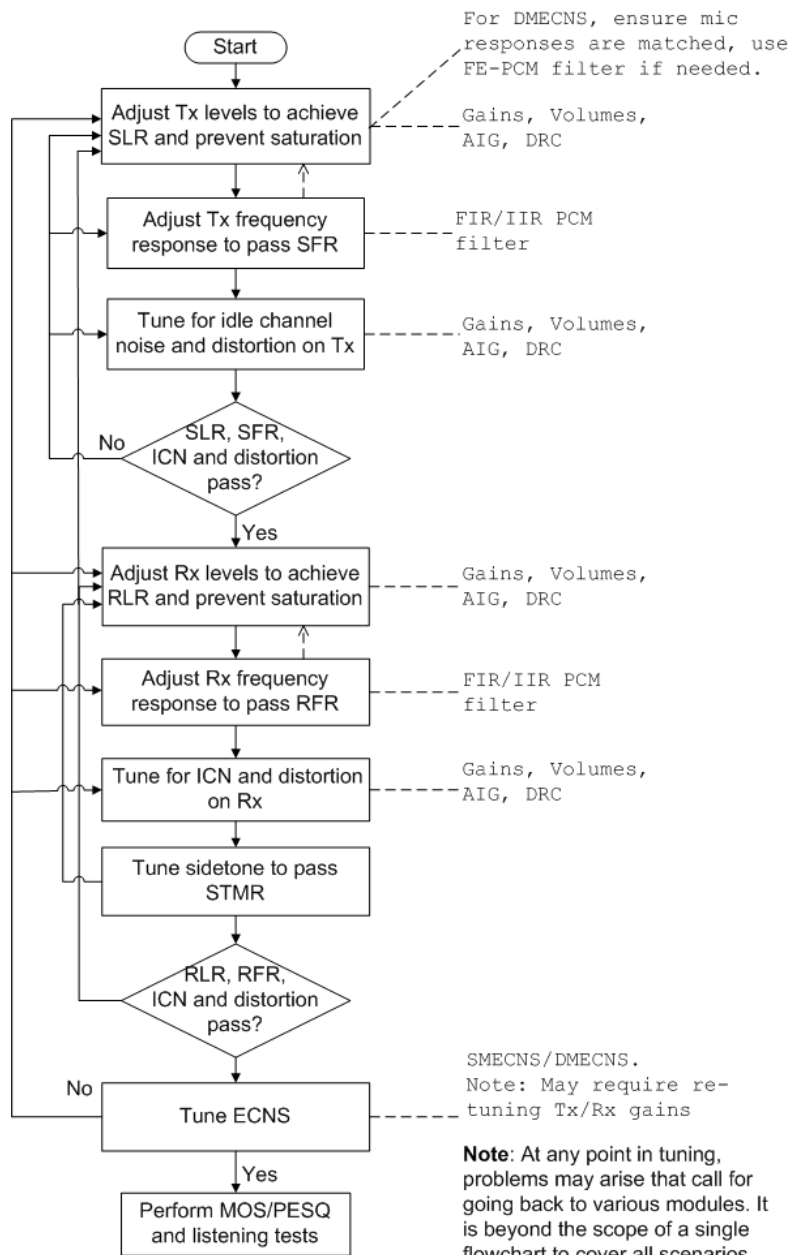 Start
For DMECNS, ensure mic
responses are matched, use
FE-PCM filter if needed.
Adjust Tx levels to achieve
SLR and prevent saturation
Gains, Volumes,
AIG, DRC
Adjust Tx frequency
response to pass SFR
FIR/IIR PCM
filter
Tune for idle channel
noise and distortion on Tx
Gains, Volumes,
AIG, DRC
SLR, SFR,
ICN and distortion
pass?
No
Yes
Adjust Rx levels to achieve
RLR and prevent saturation
Gains, Volumes,
AIG, DRC
Adjust Rx frequency
response to pass RFR
FIR/IIR PCM
filter
Tune for ICN and distortion
on Rx
Gains, Volumes,
AIG, DRC
Tune sidetone to pass
STMR
RLR, RFR,
ICN and distortion
pass?
No
Tune ECNS
SMECNS/DMECNS.
Note: May require re-
tuning Tx/Rx gains
Yes
Perform MOS/PESQ
and listening tests
Note: At any point in tuning,
problems may arise that call for
going back to various modules. It
is beyond the scope of a single
flowchart to cover all scenarios